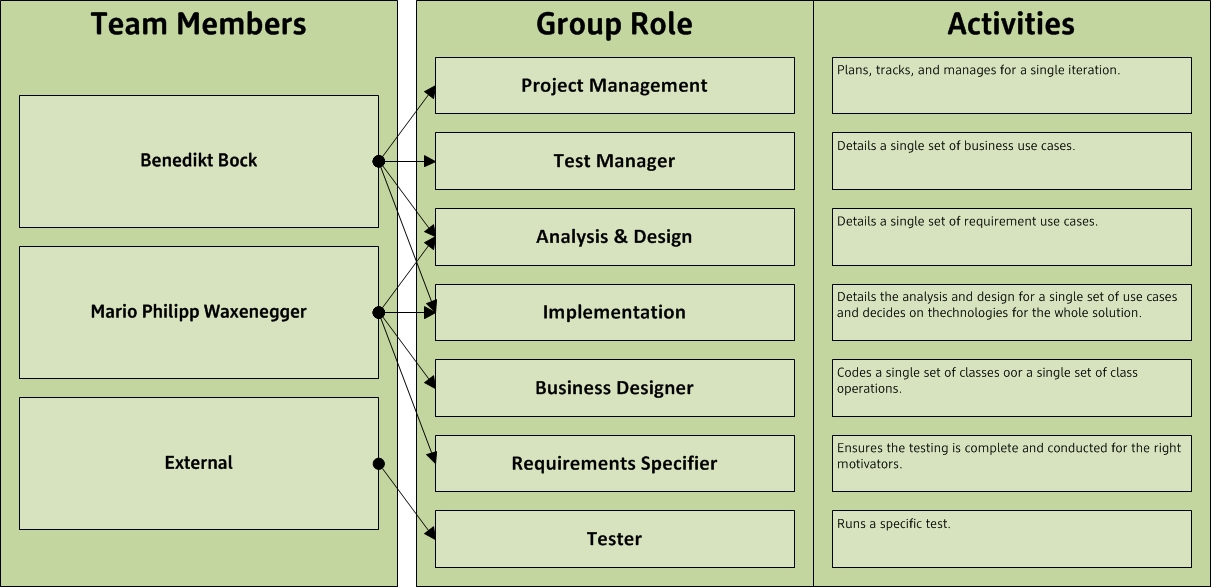 Team Members
Benedikt Bock
Mario Philipp Waxenegger
External
Group Role
Project Management
Test Manager
Analysis & Design
Implementation
Business Designer
Requirements Specifier
Tester
Activities
Plans, tracks, and manages for a single iteration.
Details a single set of business use cases.
Details a single set of requirement use cases.
Details the analysis and design for a single set of use cases
and decides on thechnologies for the whole solution.
Codes a single set of classes oor a single set of class
operations.
Ensures the testing is complete and conducted for the right
motivators.
Runs a specific test.